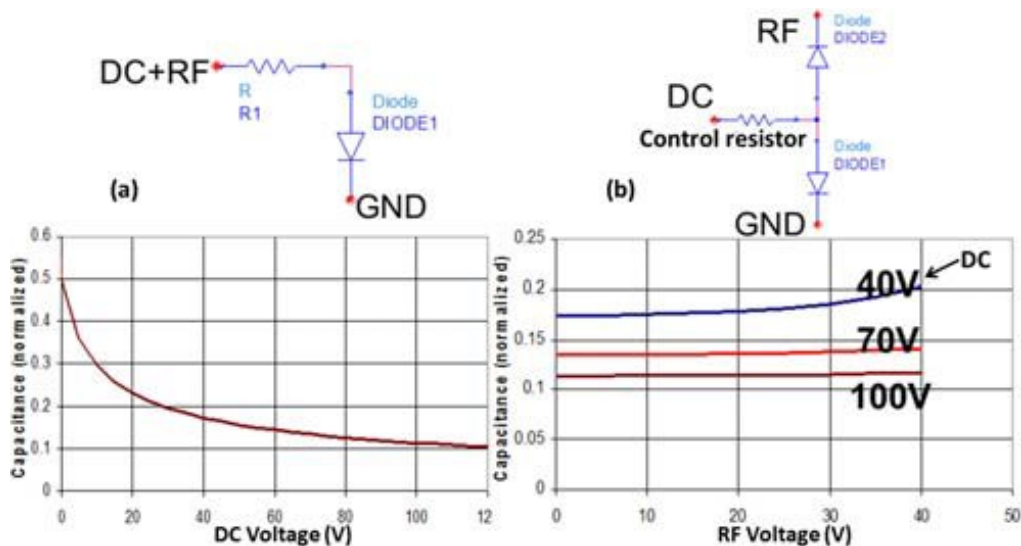 DC+RF
R
R1
Diode
DIODE1
(a)
GND
RF
Diode
DIODE2
DC
Control resistor
Diode
DIODE1
(b)
GND
Capacitance (normalized)
0.6
0.5
0.4
0.3
0.2
0.1
0
0 20 40 60 80 100 12
DC Voltage (V)
Capacitance (normalized)
0.25
0.2
0.15
0.1
0.05
0
40V
DC
70V
100V
0 10 20 30 40 50
RF Voltage (V)